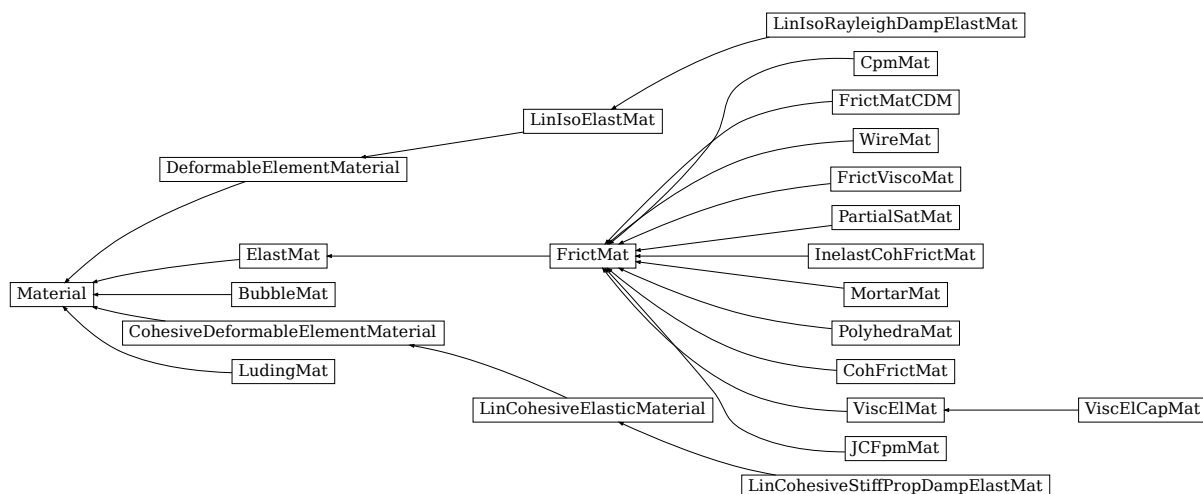 LinIsoRayleighDampElastMat
CpmMat
FrictMatCDM
LinIsoElastMat
WireMat
DeformableElementMaterial
FrictViscoMat
PartialSatMat
ElastMat
FrictMat
InelastCohFrictMat
Material
BubbleMat
MortarMat
CohesiveDeformableElementMaterial
PolyhedraMat
LudingMat
CohFrictMat
LinCohesiveElasticMaterial
ViscElMat
ViscElCapMat
JCFpmMat
LinCohesiveStiffPropDampElastMat